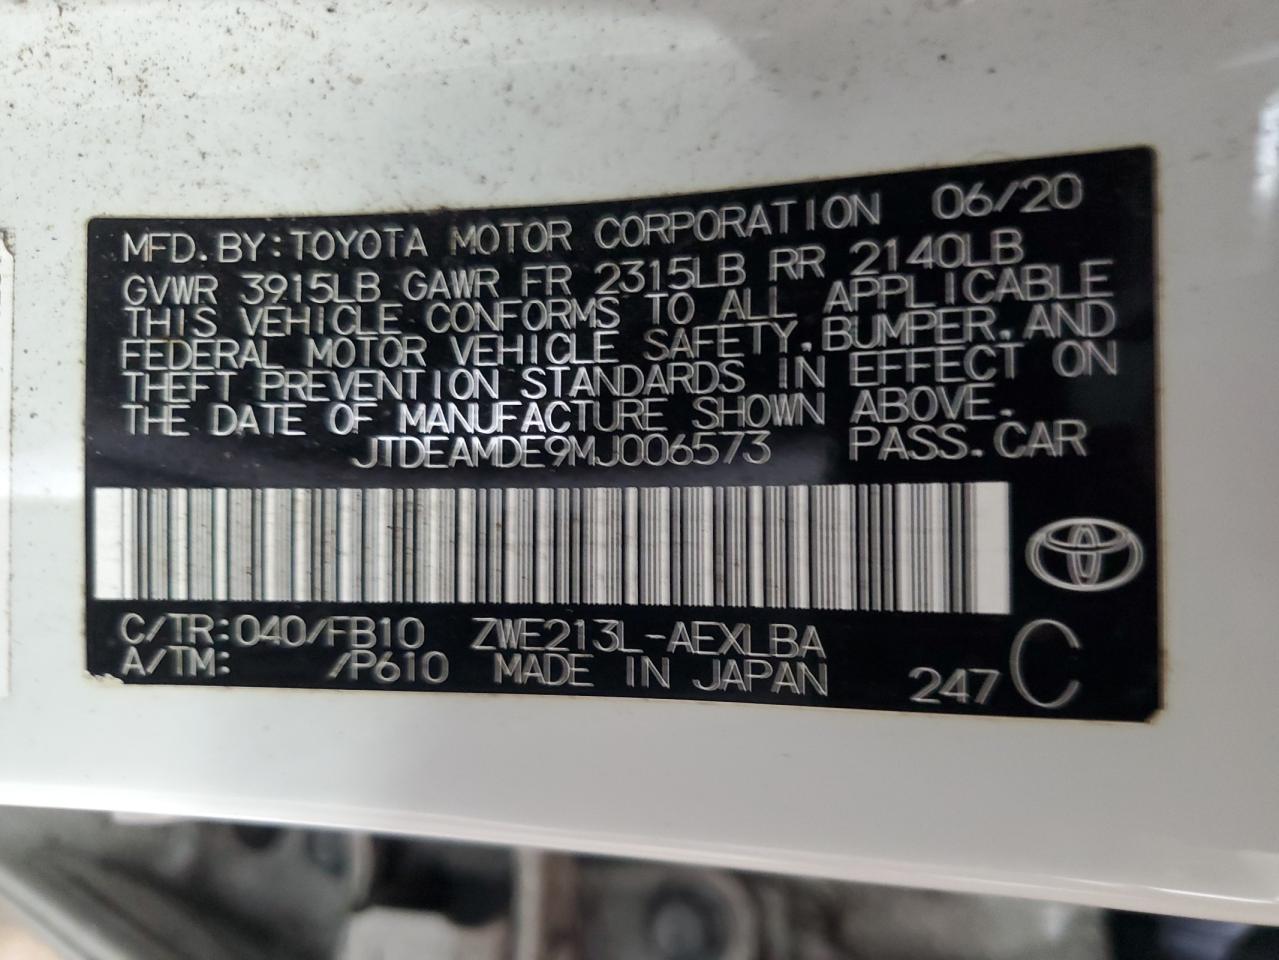 MFD. BY: TOYOTA MOTOR CORPORATION 06/20
GVWR 3915LB GAWR FR 2315LB RR 2140LB
THIS VEHICLE CONFORMS TO ALL APPLICABLE
FEDERAL MOTOR VEHICLE SAFETY, BUMPER, AND
THEFT PREVENTION STANDARDS IN EFFECT ON
THE DATE OF MANUFACTURE SHOWN ABOVE.
JTDEAMDE9MJ006573 PASS. CAR
C/TR: 040/FB10 ZWE213L-AEXLBA
A/TM: /P610 MADE IN JAPAN 247 C